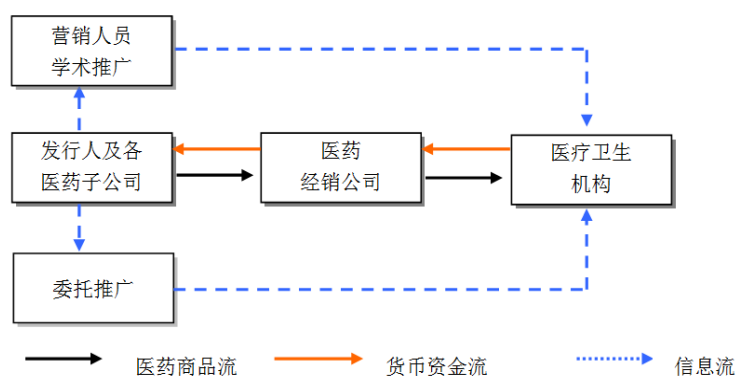 营销人员
学术推广
发行人及各
医药子公司
医药
经销公司
医疗卫生
机构
委托推广
医药商品流
货币资金流
信息流